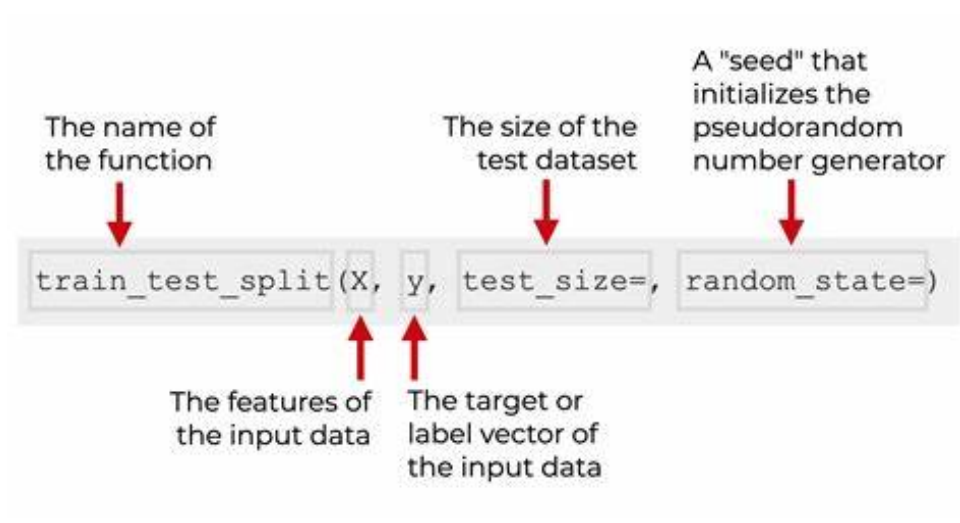 A "seed" that
initializes the
pseudorandom
number generator
The name of
the function
The size of the
test dataset
train_test_split(X, y, test_size=, random_state=)
The features of
the input data
The target or
label vector of
the input data